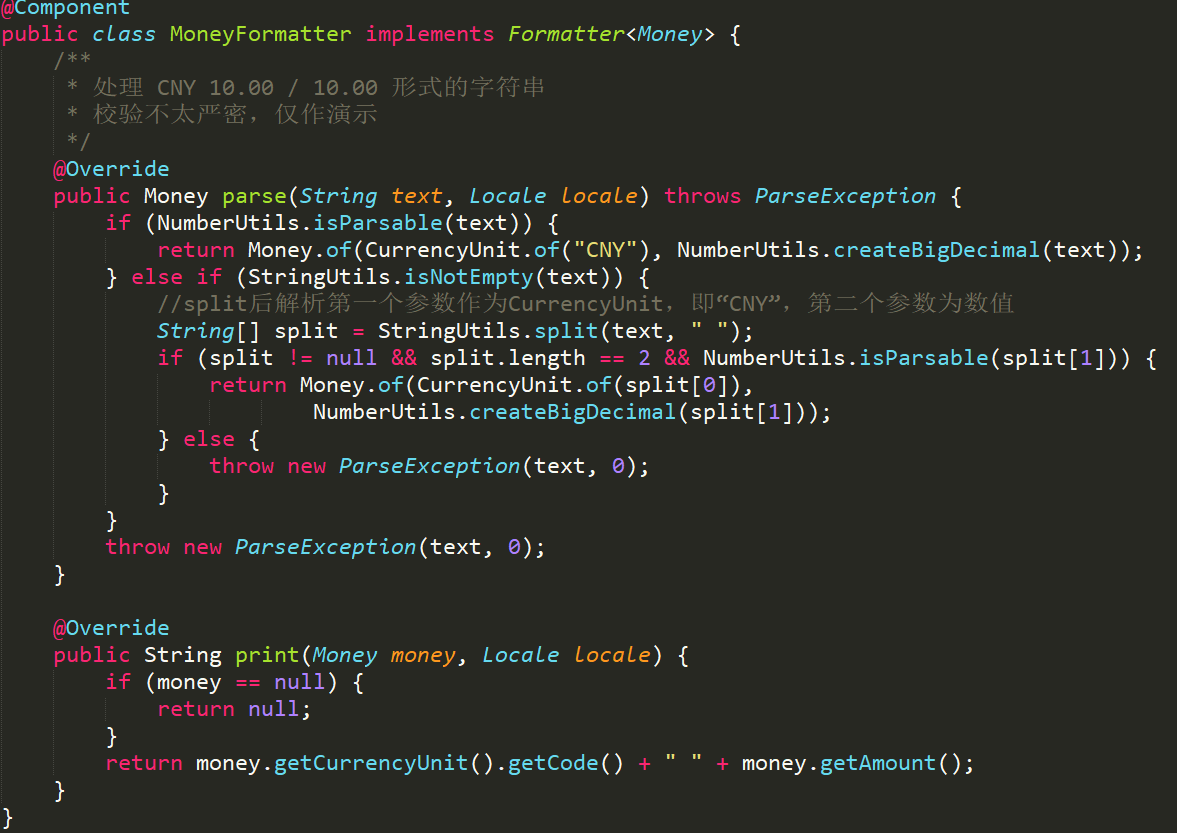 @Component
public class MoneyFormatter implements Formatter<Money> {
    /**
     * 处理 CNY 10.00 / 10.00 形式的字符串
     * 校验不太严密，仅作演示
     */
    @Override
    public Money parse(String text, Locale locale) throws ParseException {
        if (NumberUtils.isParsable(text)) {
            return Money.of(CurrencyUnit.of("CNY"), NumberUtils.createBigDecimal(text));
        } else if (StringUtils.isNotEmpty(text)) {
            //split后解析第一个参数作为CurrencyUnit，即“CNY”，第二个参数为数值
            String[] split = StringUtils.split(text, " ");
            if (split != null && split.length == 2 && NumberUtils.isParsable(split[1])) {
                return Money.of(CurrencyUnit.of(split[0]),
                        NumberUtils.createBigDecimal(split[1]));
            } else {
                throw new ParseException(text, 0);
            }
        }
        throw new ParseException(text, 0);
    }

    @Override
    public String print(Money money, Locale locale) {
        if (money == null) {
            return null;
        }
        return money.getCurrencyUnit().getCode() + " " + money.getAmount();
    }
}